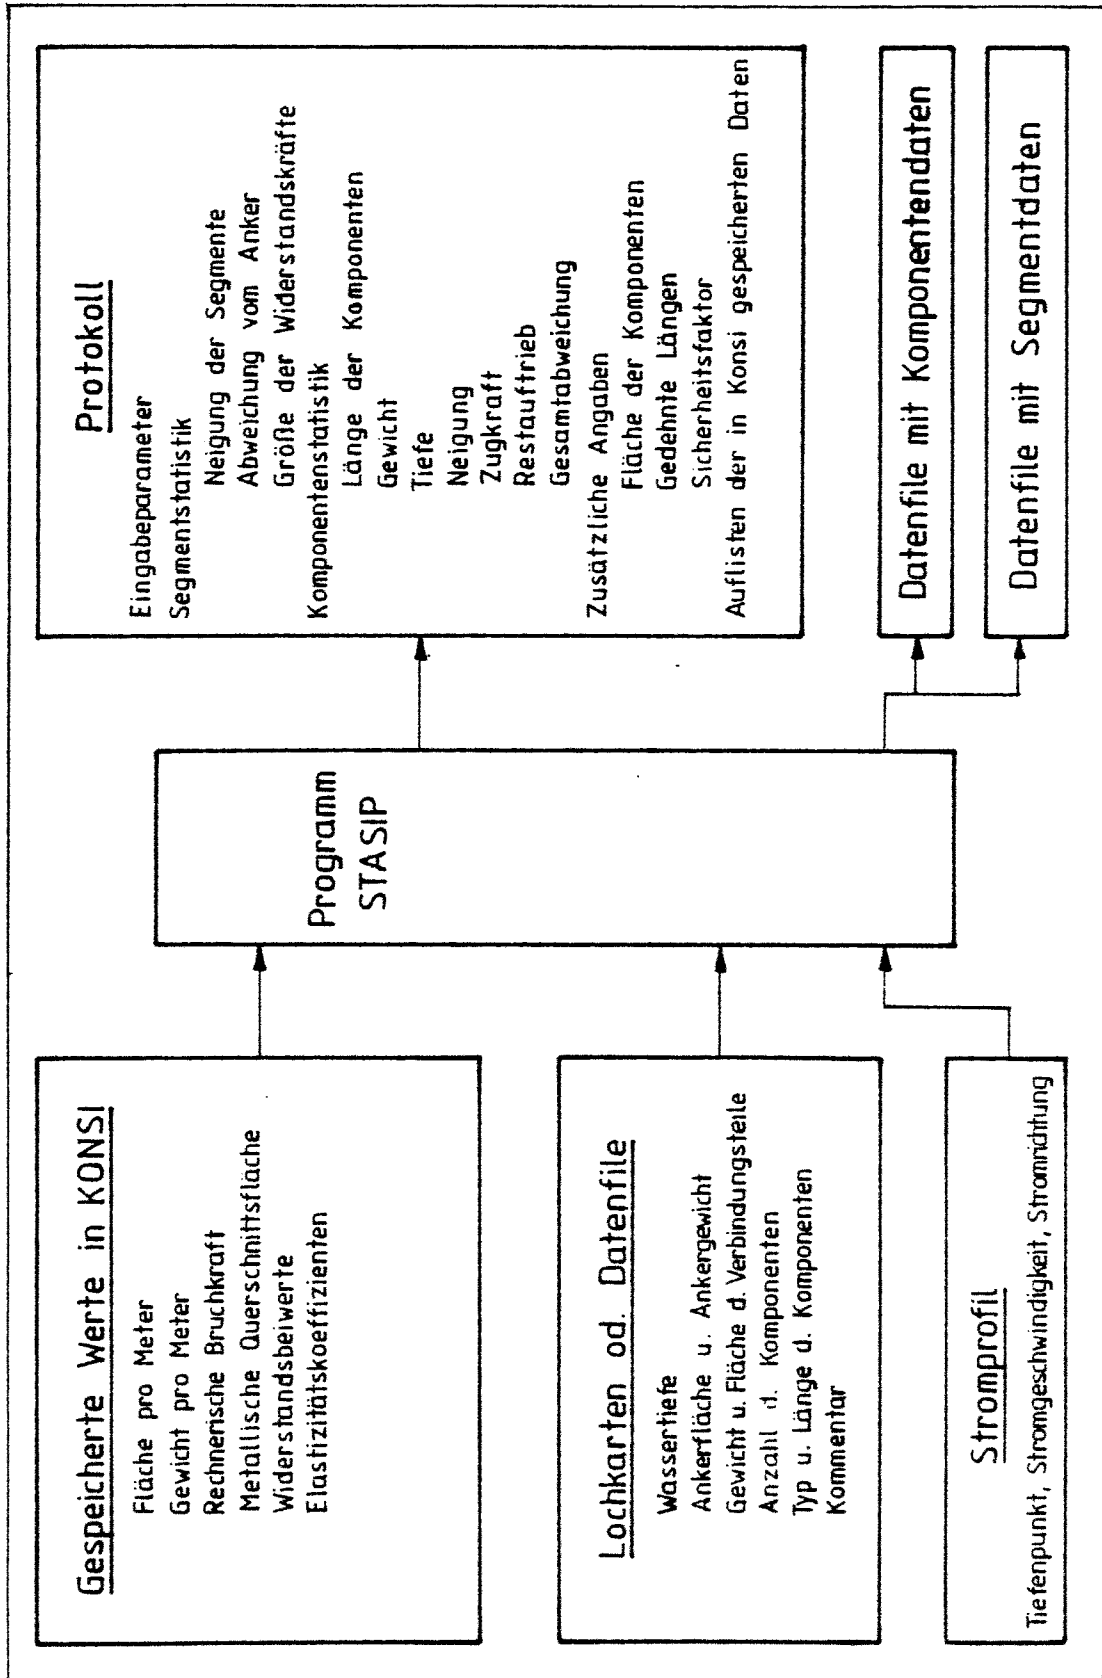 Gespeicherte Werte in KONSI
Fläche pro Meter
Gewicht pro Meter
Rechnerische Bruchkraft
Metallische Querschnittsfläche
Widerstandsbeiwerte
Elastizitätskoeffizienten
Lochkarten od. Datenfile
Wassertiefe
Ankerfläche u. Ankergewicht
Gewicht u. Fläche d. Verbindungsteile
Anzahl d. Komponenten
Typ u. Länge d. Komponenten
Kommentar
Stromprofil
Tiefenpunkt, Stromgeschwindigkeit, Stromrichtung
Programm
STASIP
Protokoll
Eingabeparameter
Segmentstatistik
Neigung der Segmente
Abweichung vom Anker
Größe der Widerstandskräfte
Komponentenstatistik
Länge der Komponenten
Gewicht
Tiefe
Neigung
Zugkraft
Restauftrieb
Gesamtabweichung
Zusätzliche Angaben
Fläche der Komponenten
Gedehnte Längen
Sicherheitsfaktor
Auflisten der in Konsi gespeicherten Daten
Datenfile mit Komponentendaten
Datenfile mit Segmentdaten